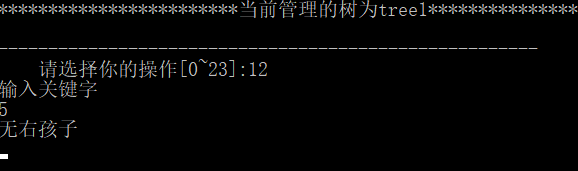 *************************当前管理的树为tree1****************
-------------------------------------------------------
请选择你的操作[0~23]:12
输入关键字
5
无右孩子